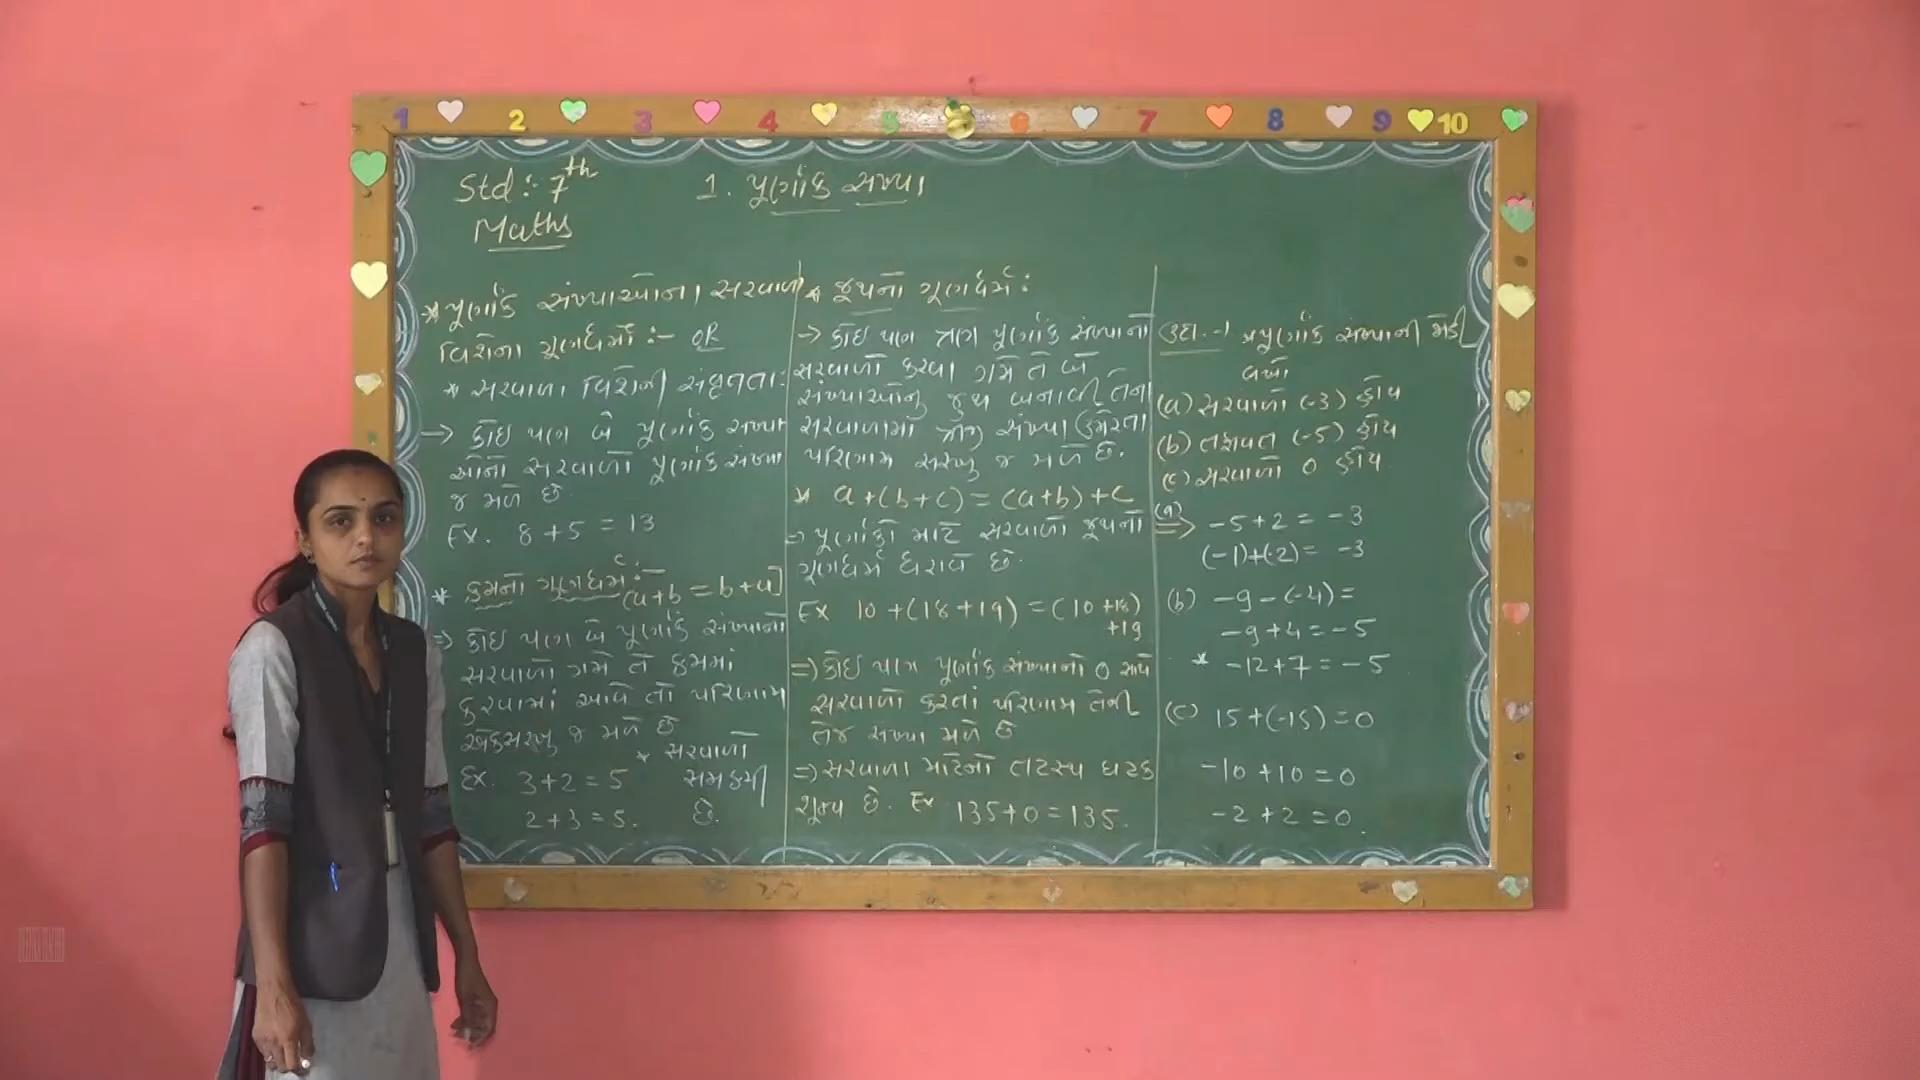 1 2 3 4 5 6 7 8 9 10
Std :- 7th
Maths
1. પૂર્ણાંક સંખ્યા
* પૂર્ણાંક સંખ્યાઓના સરવાળા
વિશેના ગુણધર્મો :- OR
* સરવાળા વિશેની સંવૃતતા :
→ કોઇ પણ બે પૂર્ણાંક સંખ્યા
ઓનો સરવાળો પૂર્ણાંક સંખ્યા
જ મળે છે.
Ex. 8 + 5 = 13
* ક્રમનો ગુણધર્મ :- (a+b = b+a]
⇒ કોઇ પણ બે પૂર્ણાંક સંખ્યાનો
સરવાળો ગમે તે ક્રમમાં
કરવામાં આવે તો પરિણામ
એકસરખુ જ મળે છે
Ex. 3+2 = 5
2+3 = 5.
* સરવાળો
સમક્રમી
છે.
* જૂથનો ગુણધર્મ :
→ કોઇ પણ ત્રણ પૂર્ણાંક સંખ્યાનો
સરવાળો કરવા ગમે તે બે
સંખ્યાઓનુ જુથ બનાવી તેના
સરવાળામાં ત્રીજી સંખ્યા ઉમેરતા
પરિણામ સરખુ જ મળે છે.
* a+(b+c) = (a+b)+c
⇒ પૂર્ણાંકો માટે સરવાળો જૂથનો
ગુણધર્મ ધરાવે છે.
Ex 10 +(18+19) = (10 +18)
+19
⇒ કોઇ પણ પૂર્ણાંક સંખ્યાનો 0 સાથે
સરવાળો કરતાં પરિણામ તેની
તેજ સંખ્યા મળે છે
⇒ સરવાળા માટેનો તટસ્થ ઘટક
શૂન્ય છે. Ex 135+0 = 135.
ઉદા. -1 પૂર્ણાંક સંખ્યાની જોડી
લખો
(a) સરવાળો (-3) હોય
(b) તફાવત (-5) હોય
(c) સરવાળો 0 હોય
(a) ⇒ -5+2 = -3
(-1)+(-2) = -3
(b) -9-(-4) =
-9+4 = -5
* -12+7 = -5
(c) 15+(-15) = 0
-10 +10 = 0
-2 +2 = 0.